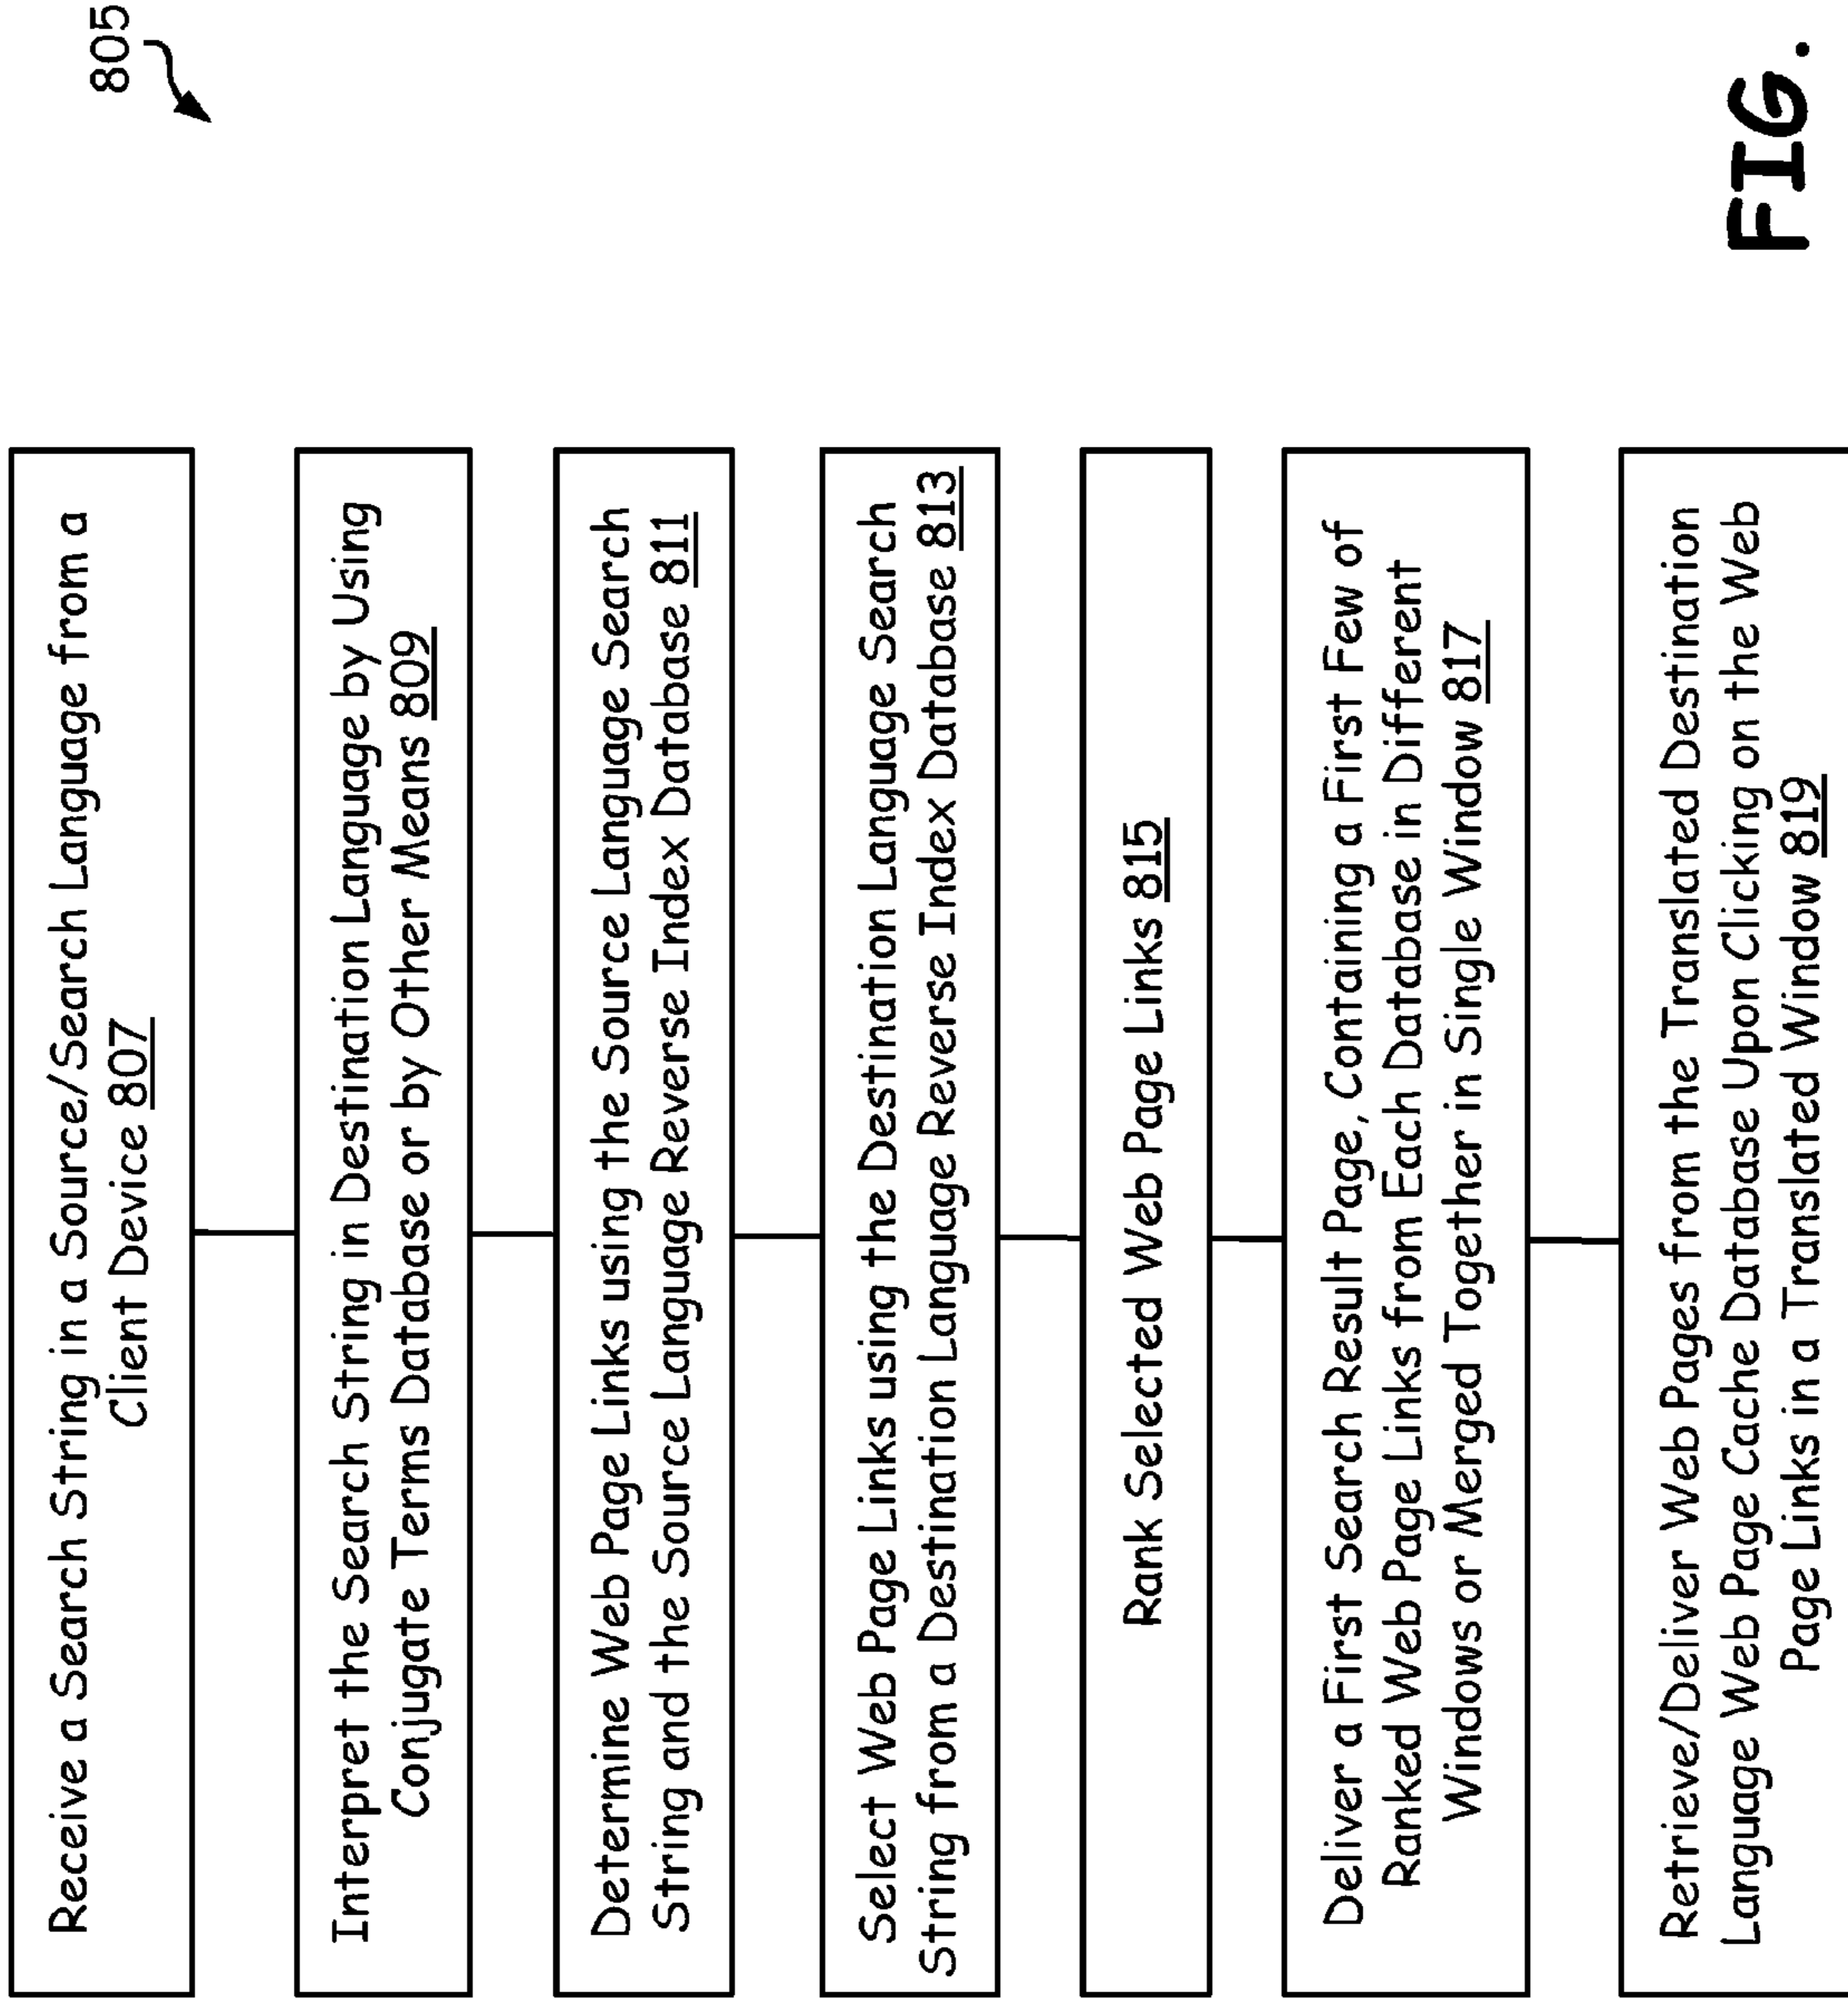 805
Receive a Search String in a Source/Search Language from a
Client Device 807
Interpret the Search String in Destination Language by Using
Conjugate Terms Database or by Other Means 809
Determine Web Page Links using the Source Language Search
String and the Source Language Reverse Index Database 811
Select Web Page Links using the Destination Language Search
String from a Destination Language Reverse Index Database 813
Rank Selected Web Page Links 815
Deliver a First Search Result Page, Containing a First Few of
Ranked Web Page Links from Each Database in Different
Windows or Merged Together in Single Window 817
Retrieve/Deliver Web Pages from the Translated Destination
Language Web Page Cache Database Upon Clicking on the Web
Page Links in a Translated Window 819
FIG.